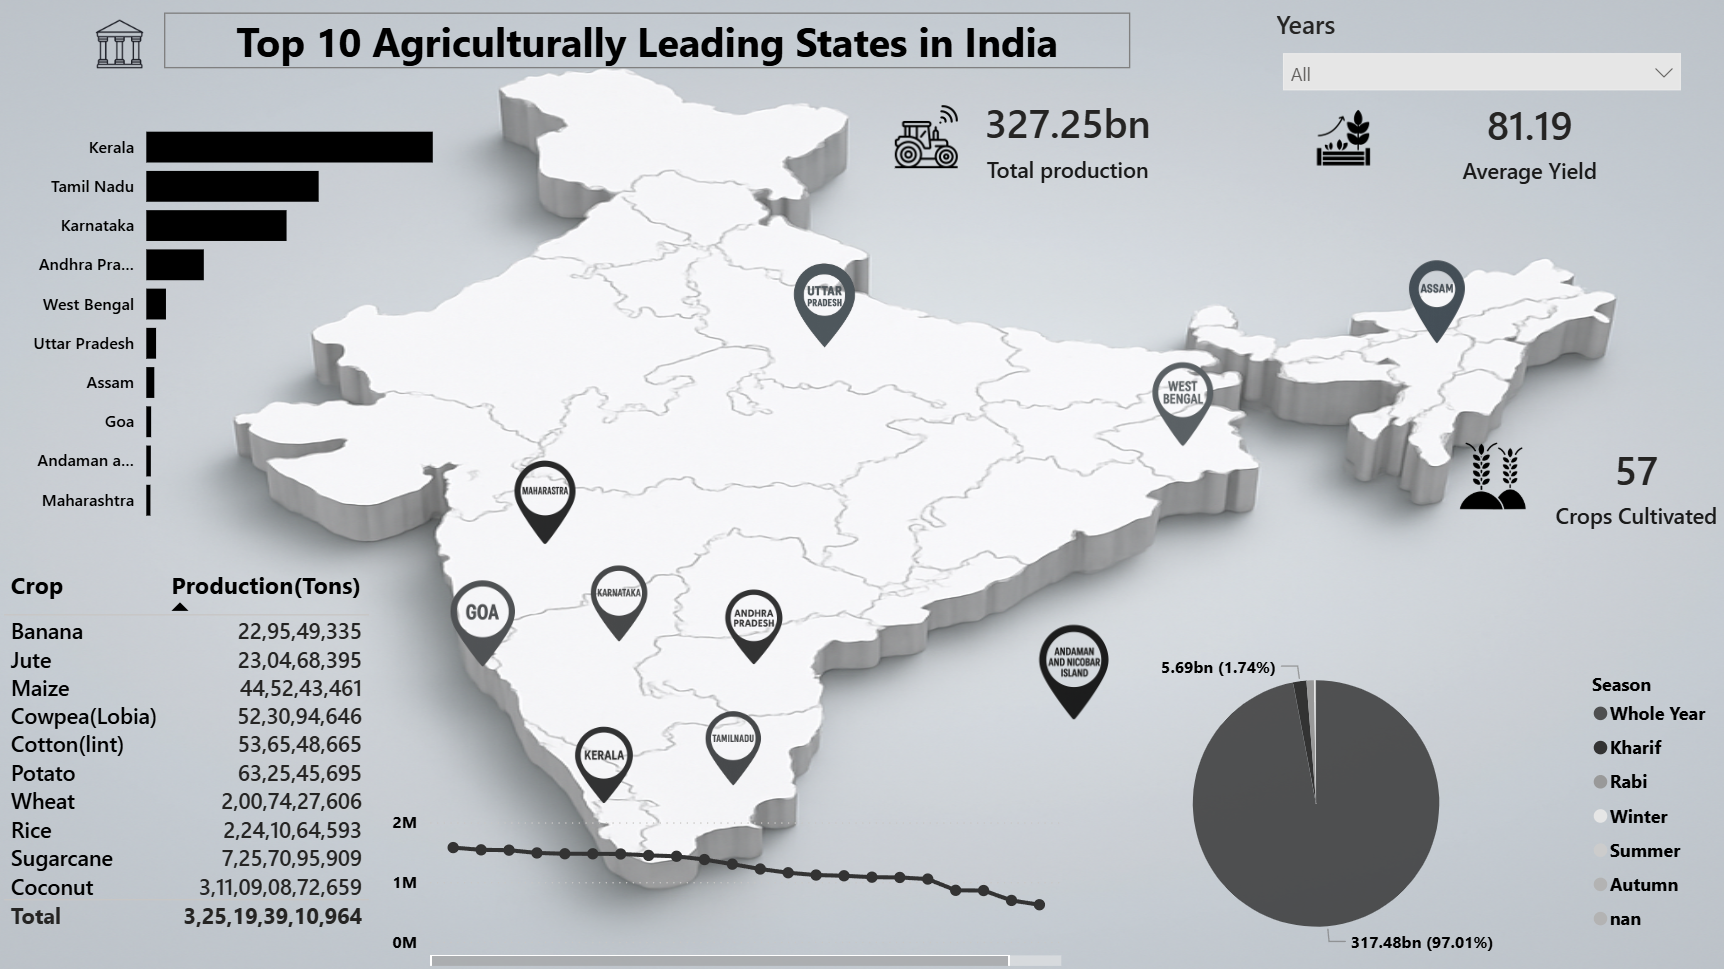 Top 10 Agriculturally Leading States in India
Years
All
327.25bn
Total production
81.19
Average Yield
57
Crops Cultivated
Kerala
Tamil Nadu
Karnataka
Andhra Pra...
West Bengal
Uttar Pradesh
Assam
Goa
Andaman a...
Maharashtra
UTTAR
PRADESH
ASSAM
WEST
BENGAL
MAHARASTRA
GOA
KARNATAKA
ANDHRA
PRADESH
ANDAMAN
AND NICOBAR
ISLAND
KERALA
TAMILNADU
Crop Production(Tons)
Banana 22,95,49,335
Jute 23,04,68,395
Maize 44,52,43,461
Cowpea(Lobia) 52,30,94,646
Cotton(lint) 53,65,48,665
Potato 63,25,45,695
Wheat 2,00,74,27,606
Rice 2,24,10,64,593
Sugarcane 7,25,70,95,909
Coconut 3,11,09,08,72,659
Total 3,25,19,39,10,964
2M
1M
0M
5.69bn (1.74%)
317.48bn (97.01%)
Season
Whole Year
Kharif
Rabi
Winter
Summer
Autumn
nan